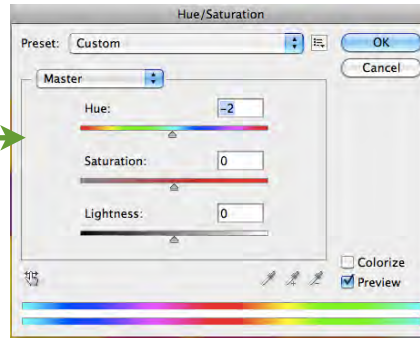 Hue/Saturation
Preset: Custom
OK
Cancel
Master
Hue: -2
Saturation: 0
Lightness: 0
Colorize
Preview